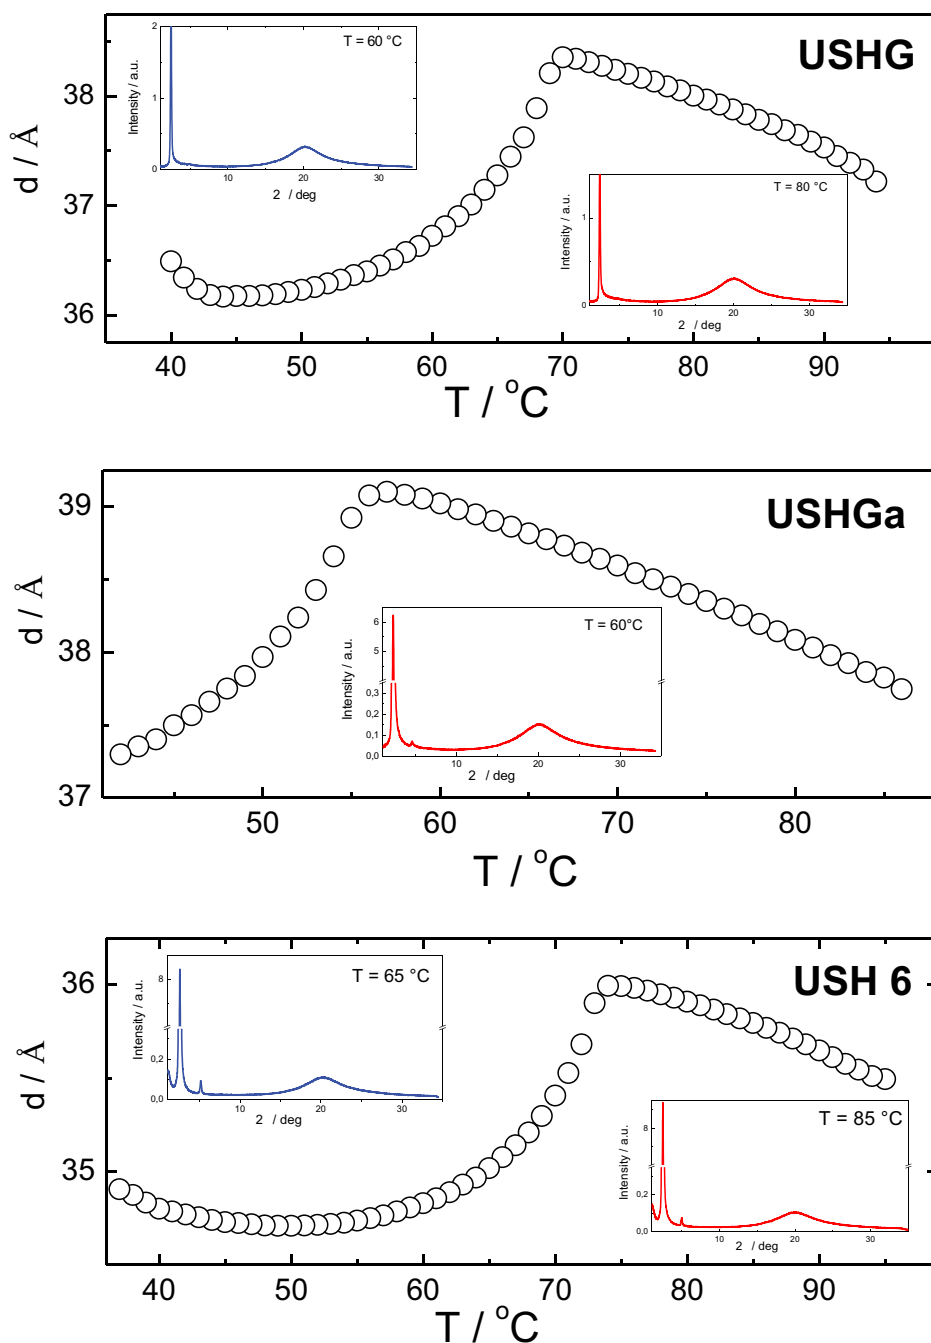 USHG
T = 60 °C
Intensity / a.u.
2
1
0
10 20 30
2 / deg
T = 80 °C
Intensity / a.u.
1
0
10 20 30
2 / deg
d / Å
38
37
36
40 50 60 70 80 90
T / °C
USHGa
T = 60°C
Intensity / a.u.
6
5
0,3
0,2
0,1
0,0
10 20 30
2 / deg
d / Å
39
38
37
50 60 70 80
T / °C
USH 6
T = 65 °C
Intensity / a.u.
8
0,2
0,0
10 20 30
2 / deg
T = 85 °C
Intensity / a.u.
8
0,2
0,0
10 20 30
2 / deg
d / Å
36
35
40 50 60 70 80 90
T / °C